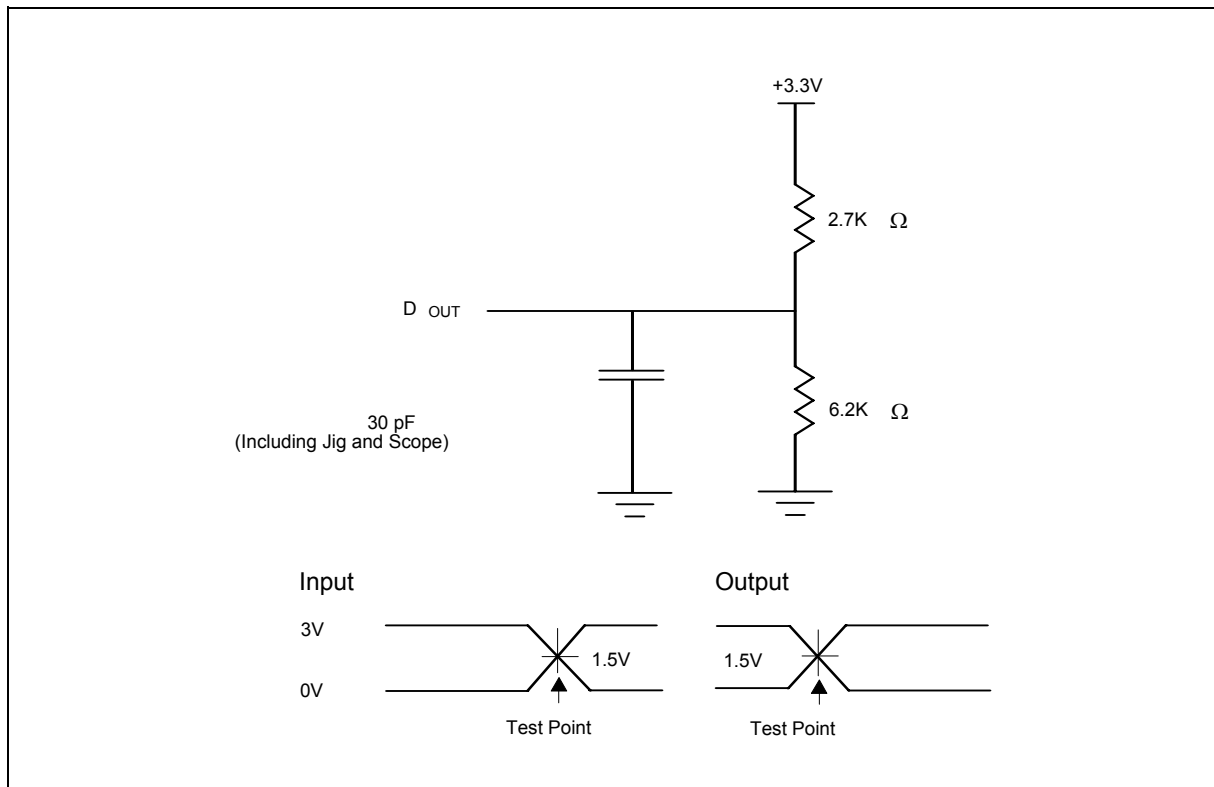 +3.3V
2.7K Ω
D OUT
6.2K Ω
30 pF
(Including Jig and Scope)
Input
Output
3V
1.5V
1.5V
0V
Test Point
Test Point